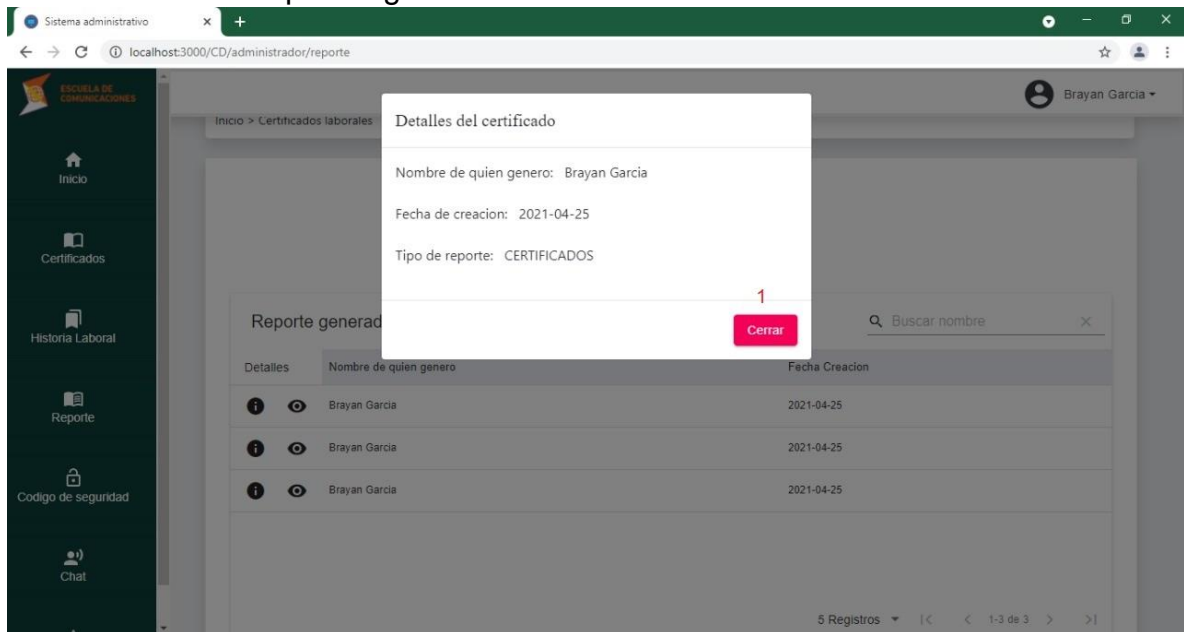 Sistema administrativo
localhost:3000/CD/administrador/reporte
ESCUELA DE
COMUNICACIONES
Brayan Garcia
Inicio > Certificados laborales
Detalles del certificado
Nombre de quien genero: Brayan Garcia
Fecha de creacion: 2021-04-25
Tipo de reporte: CERTIFICADOS
1
Cerrar
Inicio
Certificados
Historia Laboral
Reporte
Codigo de seguridad
Chat
Reporte generad
Buscar nombre
Detalles Nombre de quien genero Fecha Creacion
Brayan Garcia 2021-04-25
Brayan Garcia 2021-04-25
Brayan Garcia 2021-04-25
5 Registros 1-3 de 3